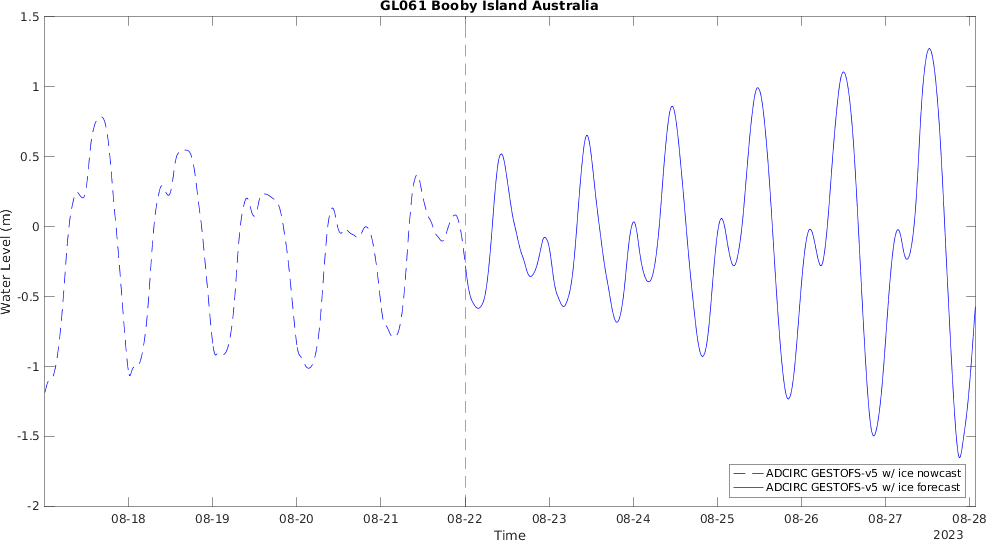 GL061 Booby Island Australia
1.5
1
0.5
0
-0.5
-1
-1.5
-2
Water Level (m)
08-18 08-19 08-20 08-21 08-22 08-23 08-24 08-25 08-26 08-27 08-28
Time
2023
ADCIRC GESTOFS-v5 w/ ice nowcast
ADCIRC GESTOFS-v5 w/ ice forecast